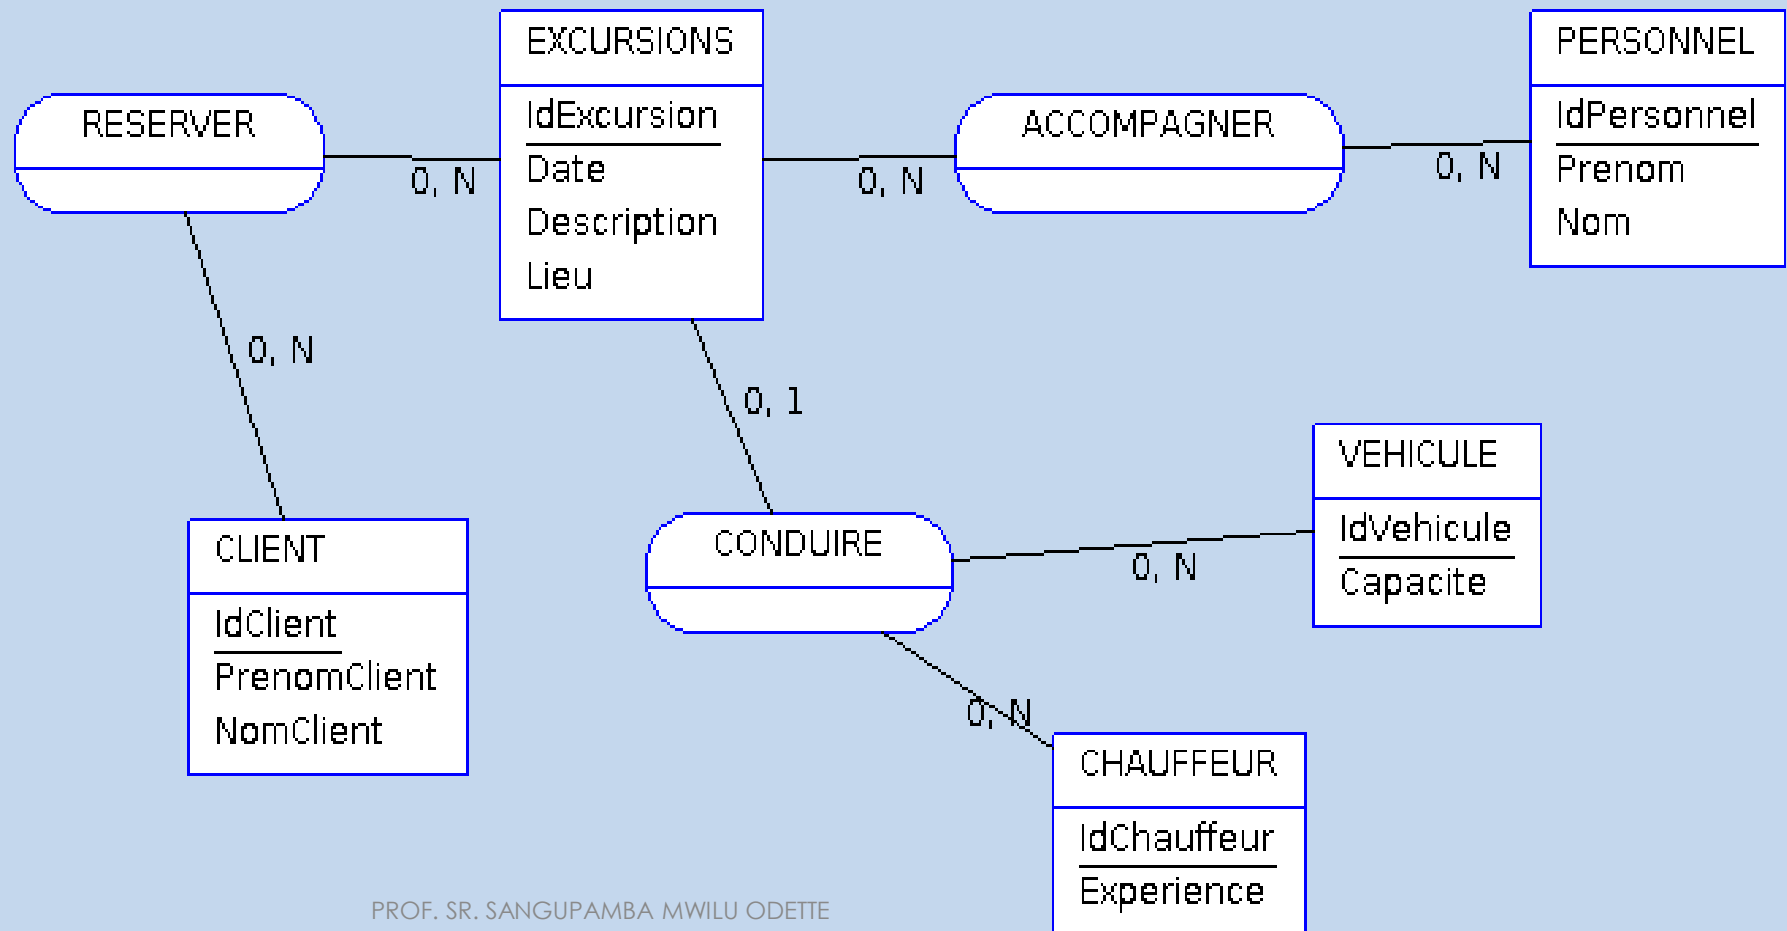 RESERVER
0, N
EXCURSIONS
IdExcursion
Date
Description
Lieu
0, N
ACCOMPAGNER
0, N
PERSONNEL
IdPersonnel
Prenom
Nom
0, N
0, 1
CLIENT
IdClient
PrenomClient
NomClient
CONDUIRE
0, N
VEHICULE
IdVehicule
Capacite
0, N
CHAUFFEUR
IdChauffeur
Experience
PROF. SR. SANGUPAMBA MWILU ODETTE